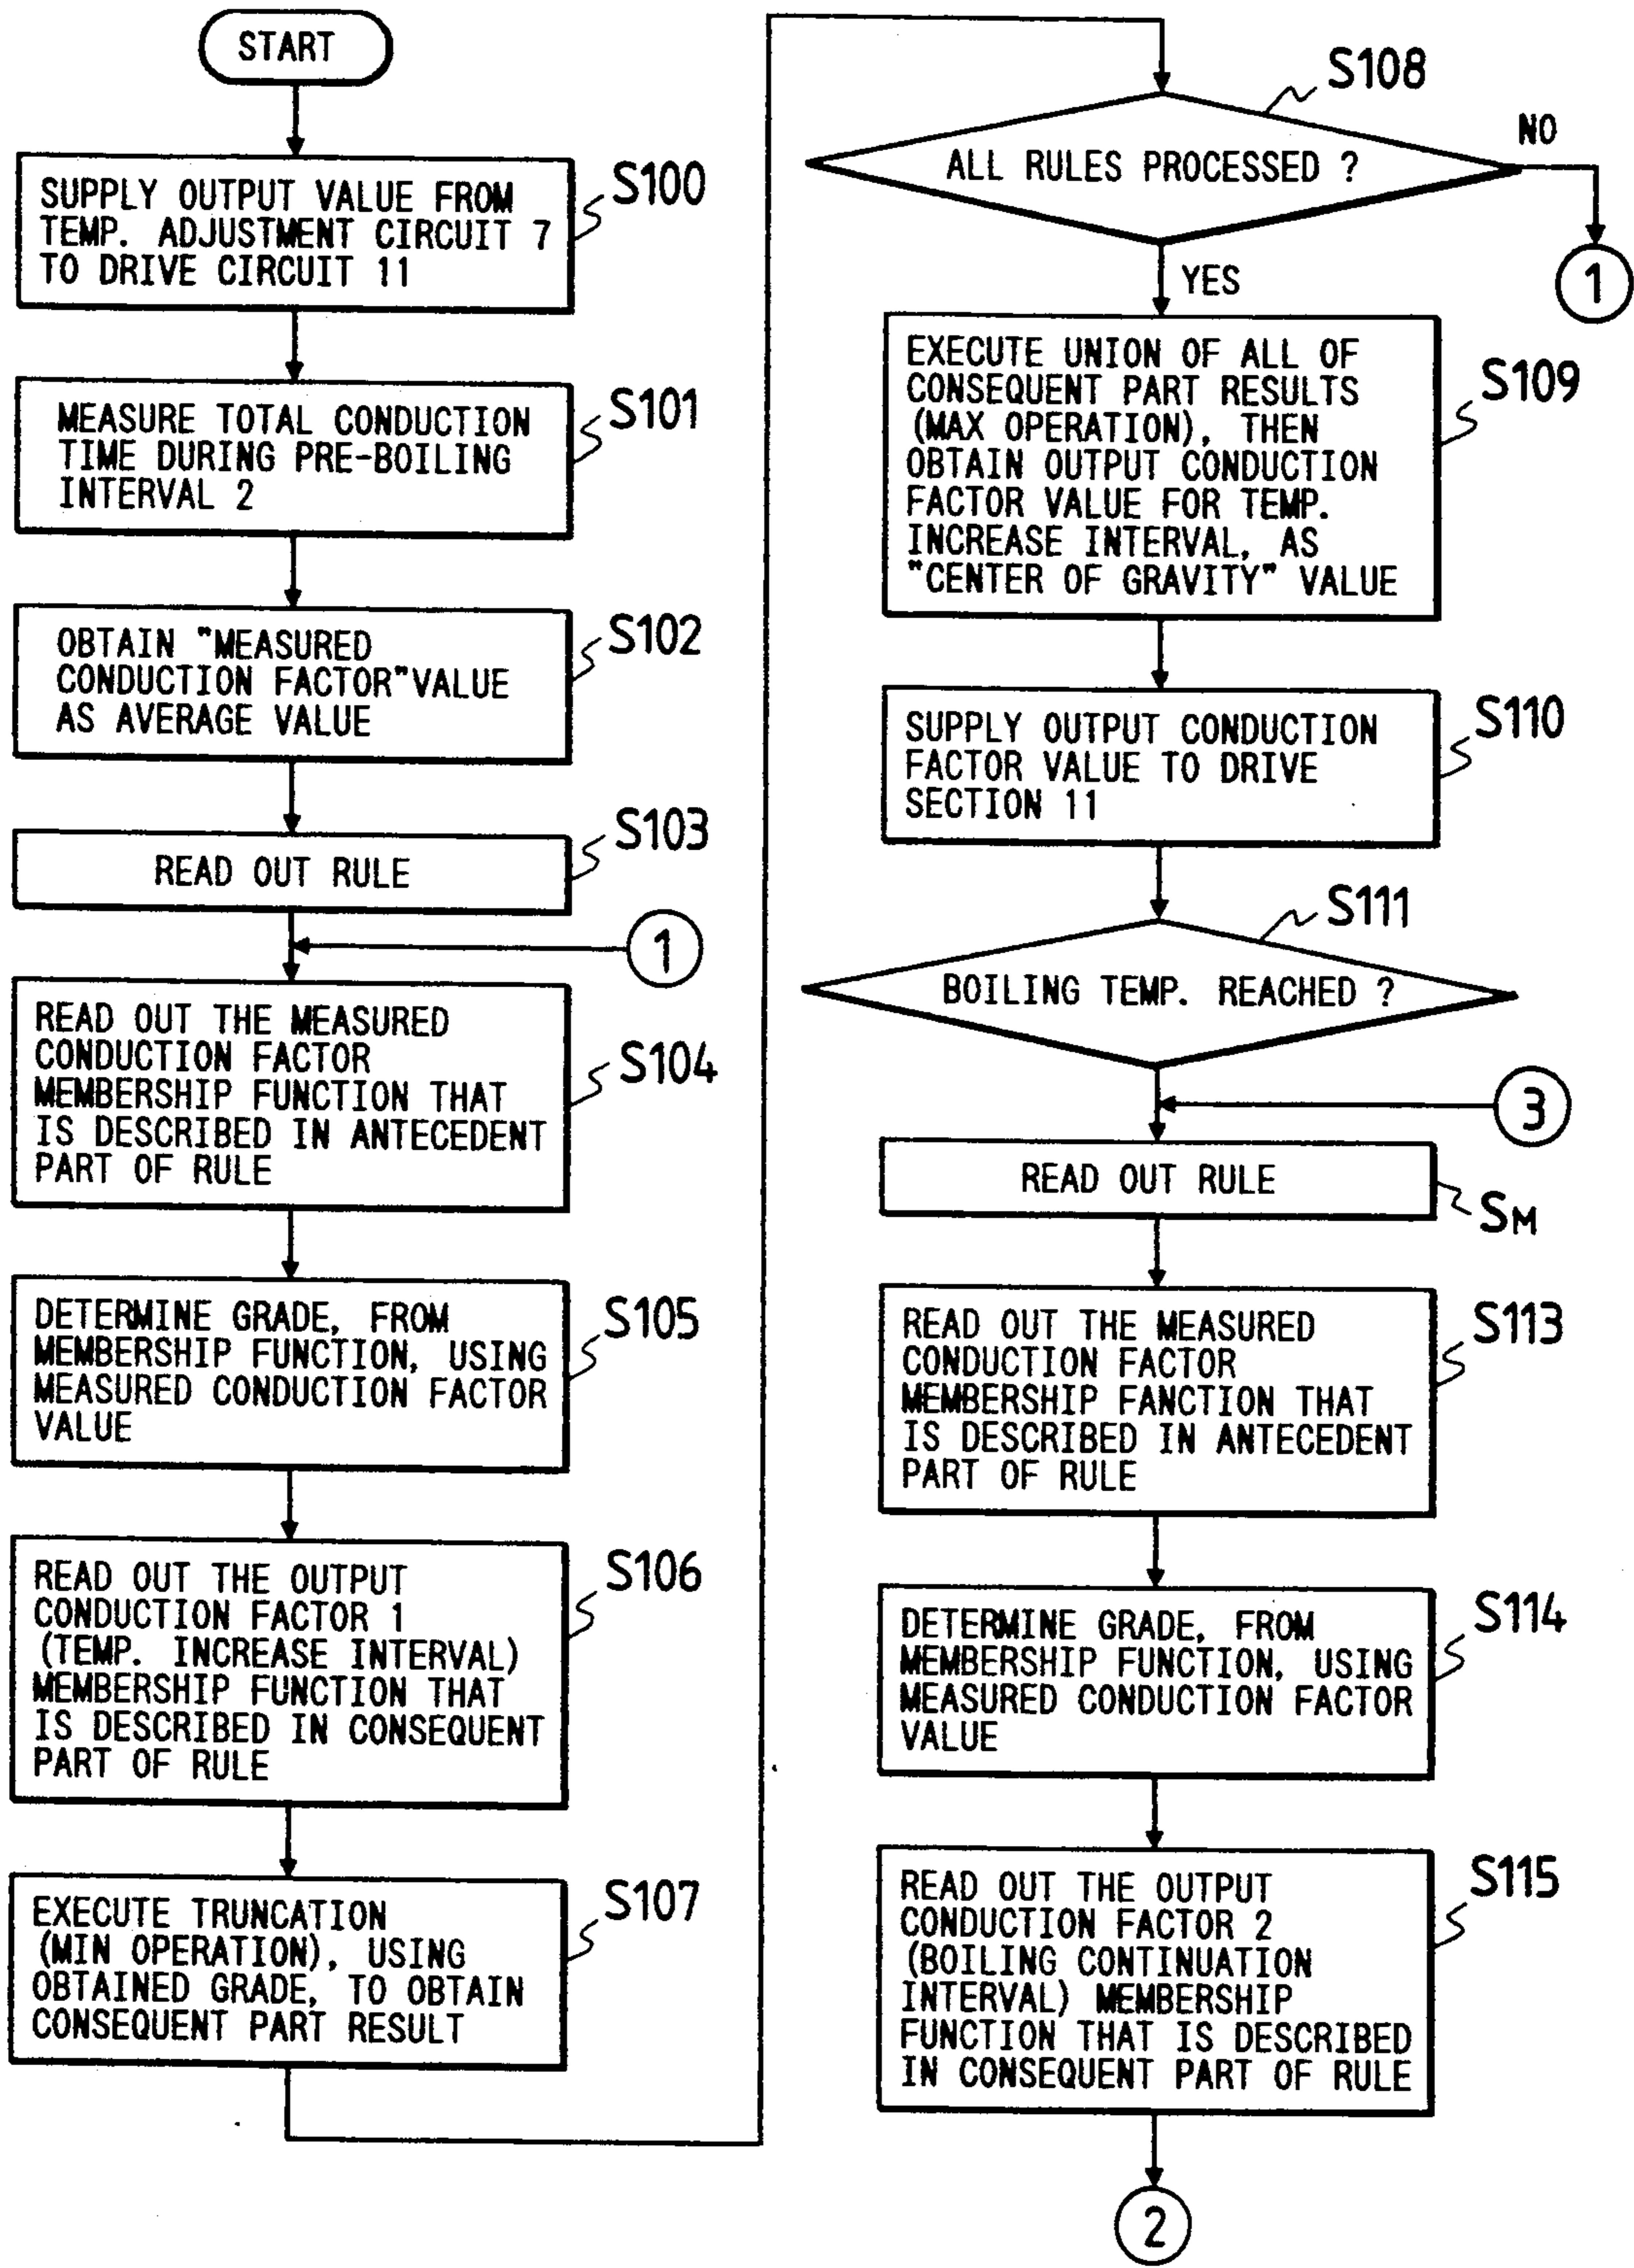 START
SUPPLY OUTPUT VALUE FROM
TEMP. ADJUSTMENT CIRCUIT 7
TO DRIVE CIRCUIT 11
S100
MEASURE TOTAL CONDUCTION
TIME DURING PRE-BOILING
INTERVAL 2
S101
OBTAIN "MEASURED
CONDUCTION FACTOR" VALUE
AS AVERAGE VALUE
S102
READ OUT RULE
S103
1
READ OUT THE MEASURED
CONDUCTION FACTOR
MEMBERSHIP FUNCTION THAT
IS DESCRIBED IN ANTECEDENT
PART OF RULE
S104
DETERMINE GRADE, FROM
MEMBERSHIP FUNCTION, USING
MEASURED CONDUCTION FACTOR
VALUE
S105
READ OUT THE OUTPUT
CONDUCTION FACTOR 1
(TEMP. INCREASE INTERVAL)
MEMBERSHIP FUNCTION THAT
IS DESCRIBED IN CONSEQUENT
PART OF RULE
S106
EXECUTE TRUNCATION
(MIN OPERATION), USING
OBTAINED GRADE, TO OBTAIN
CONSEQUENT PART RESULT
S107
ALL RULES PROCESSED ?
S108
NO
1
YES
EXECUTE UNION OF ALL OF
CONSEQUENT PART RESULTS
(MAX OPERATION), THEN
OBTAIN OUTPUT CONDUCTION
FACTOR VALUE FOR TEMP.
INCREASE INTERVAL, AS
"CENTER OF GRAVITY" VALUE
S109
SUPPLY OUTPUT CONDUCTION
FACTOR VALUE TO DRIVE
SECTION 11
S110
BOILING TEMP. REACHED ?
S111
3
READ OUT RULE
SM
READ OUT THE MEASURED
CONDUCTION FACTOR
MEMBERSHIP FANCTION THAT
IS DESCRIBED IN ANTECEDENT
PART OF RULE
S113
DETERMINE GRADE, FROM
MEMBERSHIP FUNCTION, USING
MEASURED CONDUCTION FACTOR
VALUE
S114
READ OUT THE OUTPUT
CONDUCTION FACTOR 2
(BOILING CONTINUATION
INTERVAL) MEMBERSHIP
FUNCTION THAT IS DESCRIBED
IN CONSEQUENT PART OF RULE
S115
2